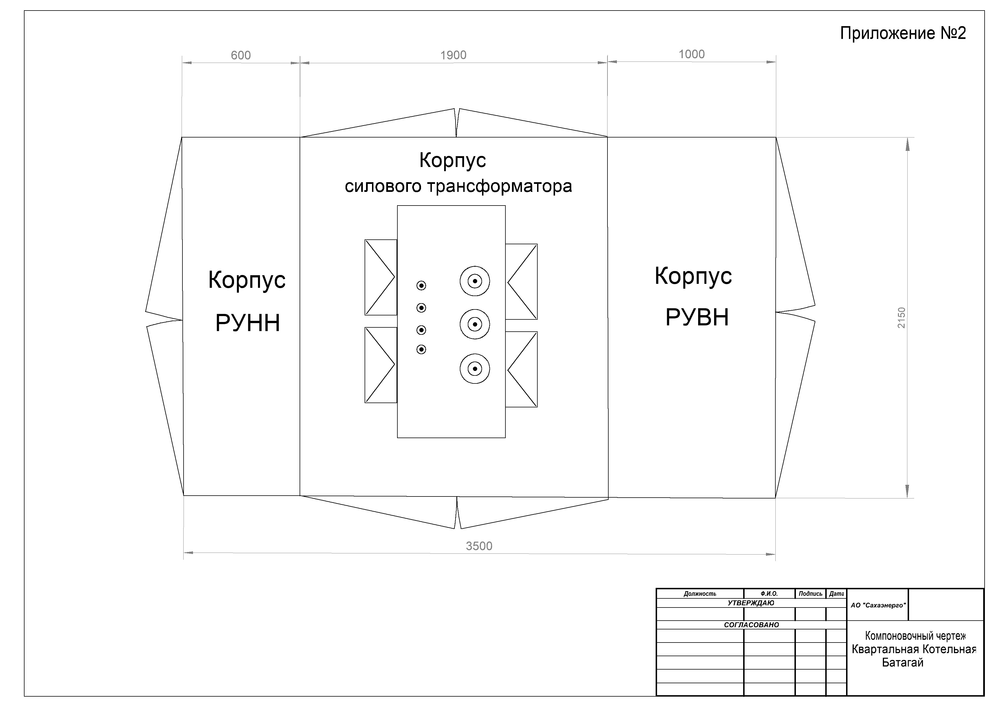 Приложение №2
600
1900
1000
Корпус
силового трансформатора
Корпус
РУНН
Корпус
РУВН
2150
3500
Должность Ф.И.О. Подпись Дата
УТВЕРЖДАЮ
СОГЛАСОВАНО
АО "Сахаэнерго"
Компоновочный чертеж
Квартальная Котельная
Батагай